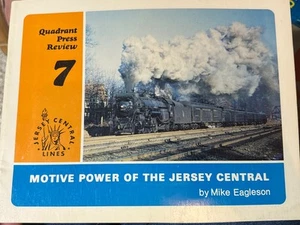 Quadrant
Press
Review
7
JERSEY CENTRAL
LINES
MOTIVE POWER OF THE JERSEY CENTRAL
by Mike Eagleson